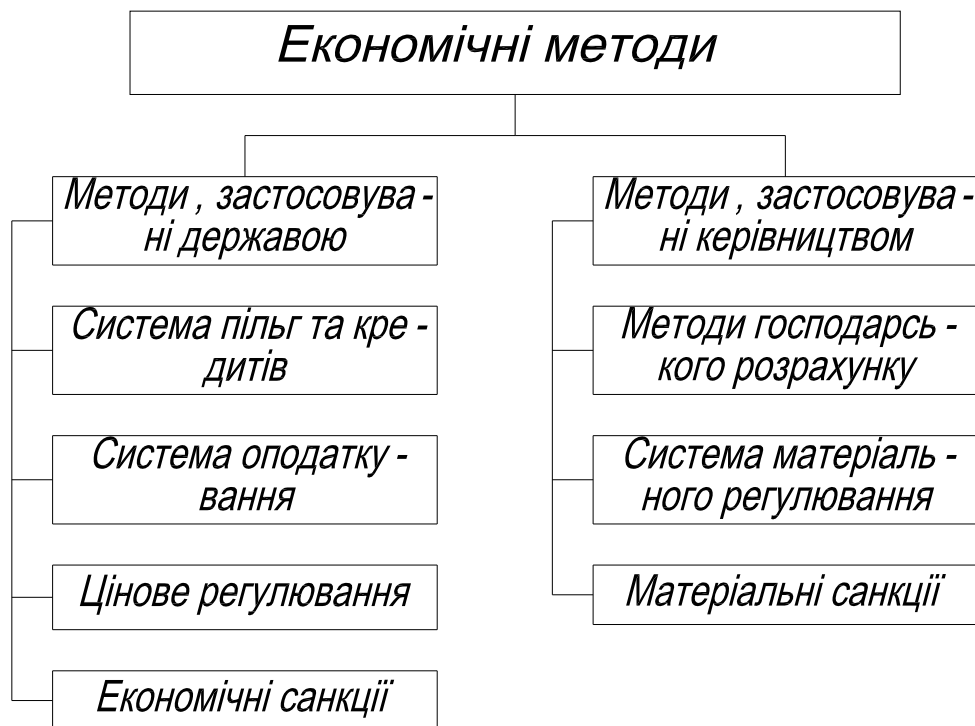 Економічні методи
Методи , застосовува -
ні державою
Система пільг та кре -
дитів
Система оподатку -
вання
Цінове регулювання
Економічні санкції
Методи , застосовува -
ні керівництвом
Методи господарсь -
кого розрахунку
Система матеріаль -
ного регулювання
Матеріальні санкції